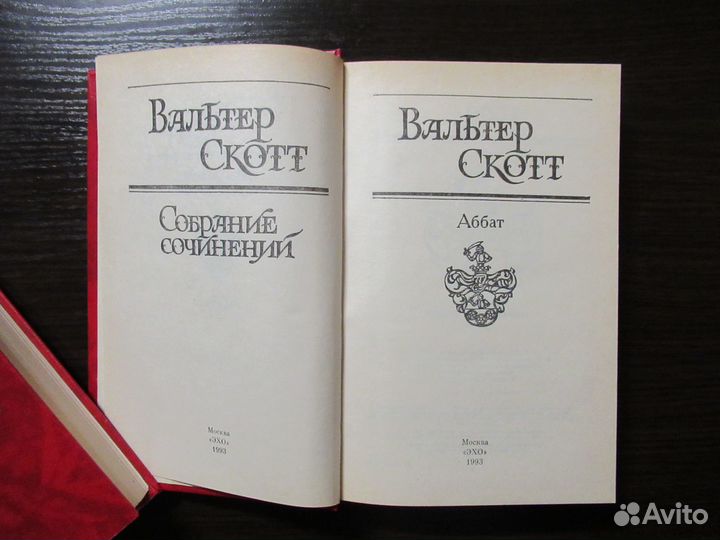 Вальтер
Скотт
Собрание
сочинений
Москва
«ЭХО»
1993
Вальтер
Скотт
Аббат
Москва
«ЭХО»
1993
Avito